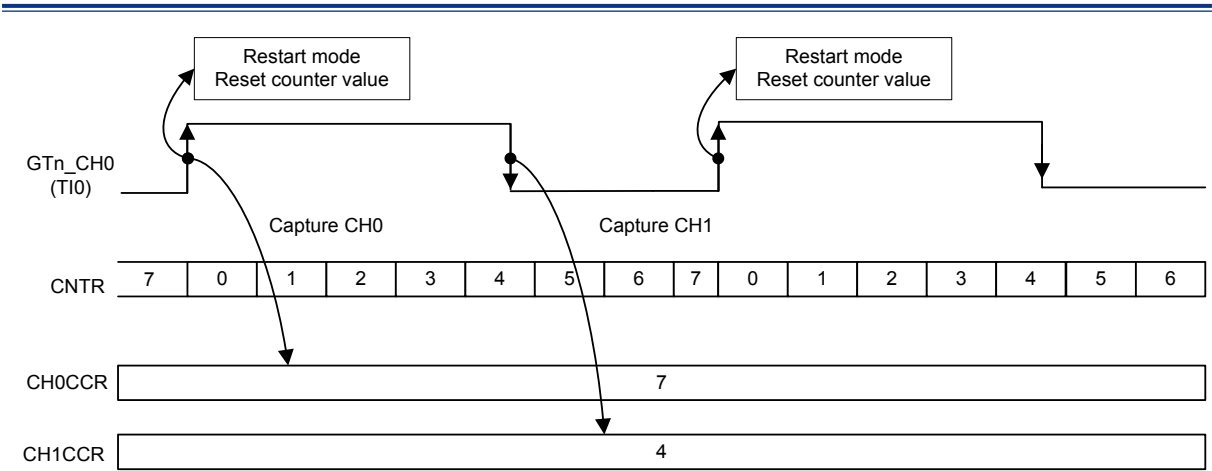 Restart mode
Reset counter value
Restart mode
Reset counter value
GTn_CH0
(TI0)
Capture CH0
Capture CH1
CNTR 7 0 1 2 3 4 5 6 7 0 1 2 3 4 5 6
CH0CCR 7
CH1CCR 4